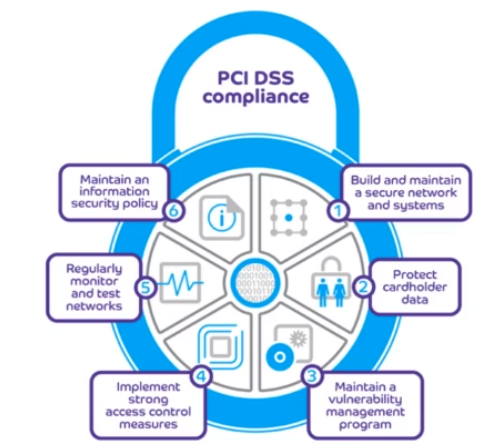 PCI DSS
compliance
Build and maintain
a secure network
and systems
1
Protect
cardholder
data
2
Maintain a
vulnerability
management
program
3
Implement
strong
access control
measures
4
Regularly
monitor
and test
networks
5
Maintain an
information
security policy
6
i